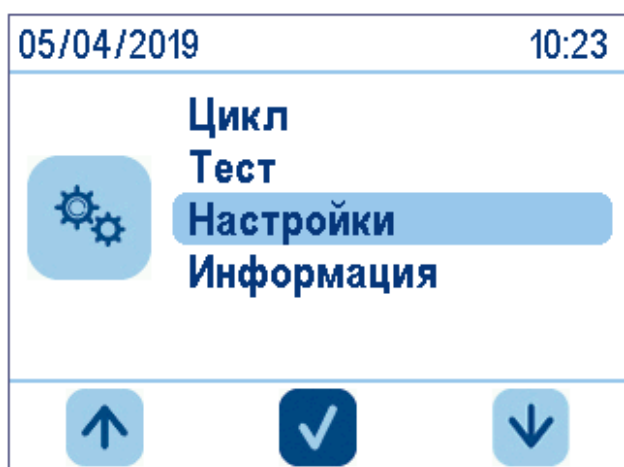 05/04/2019 10:23
Цикл
Тест
Настройки
Информация